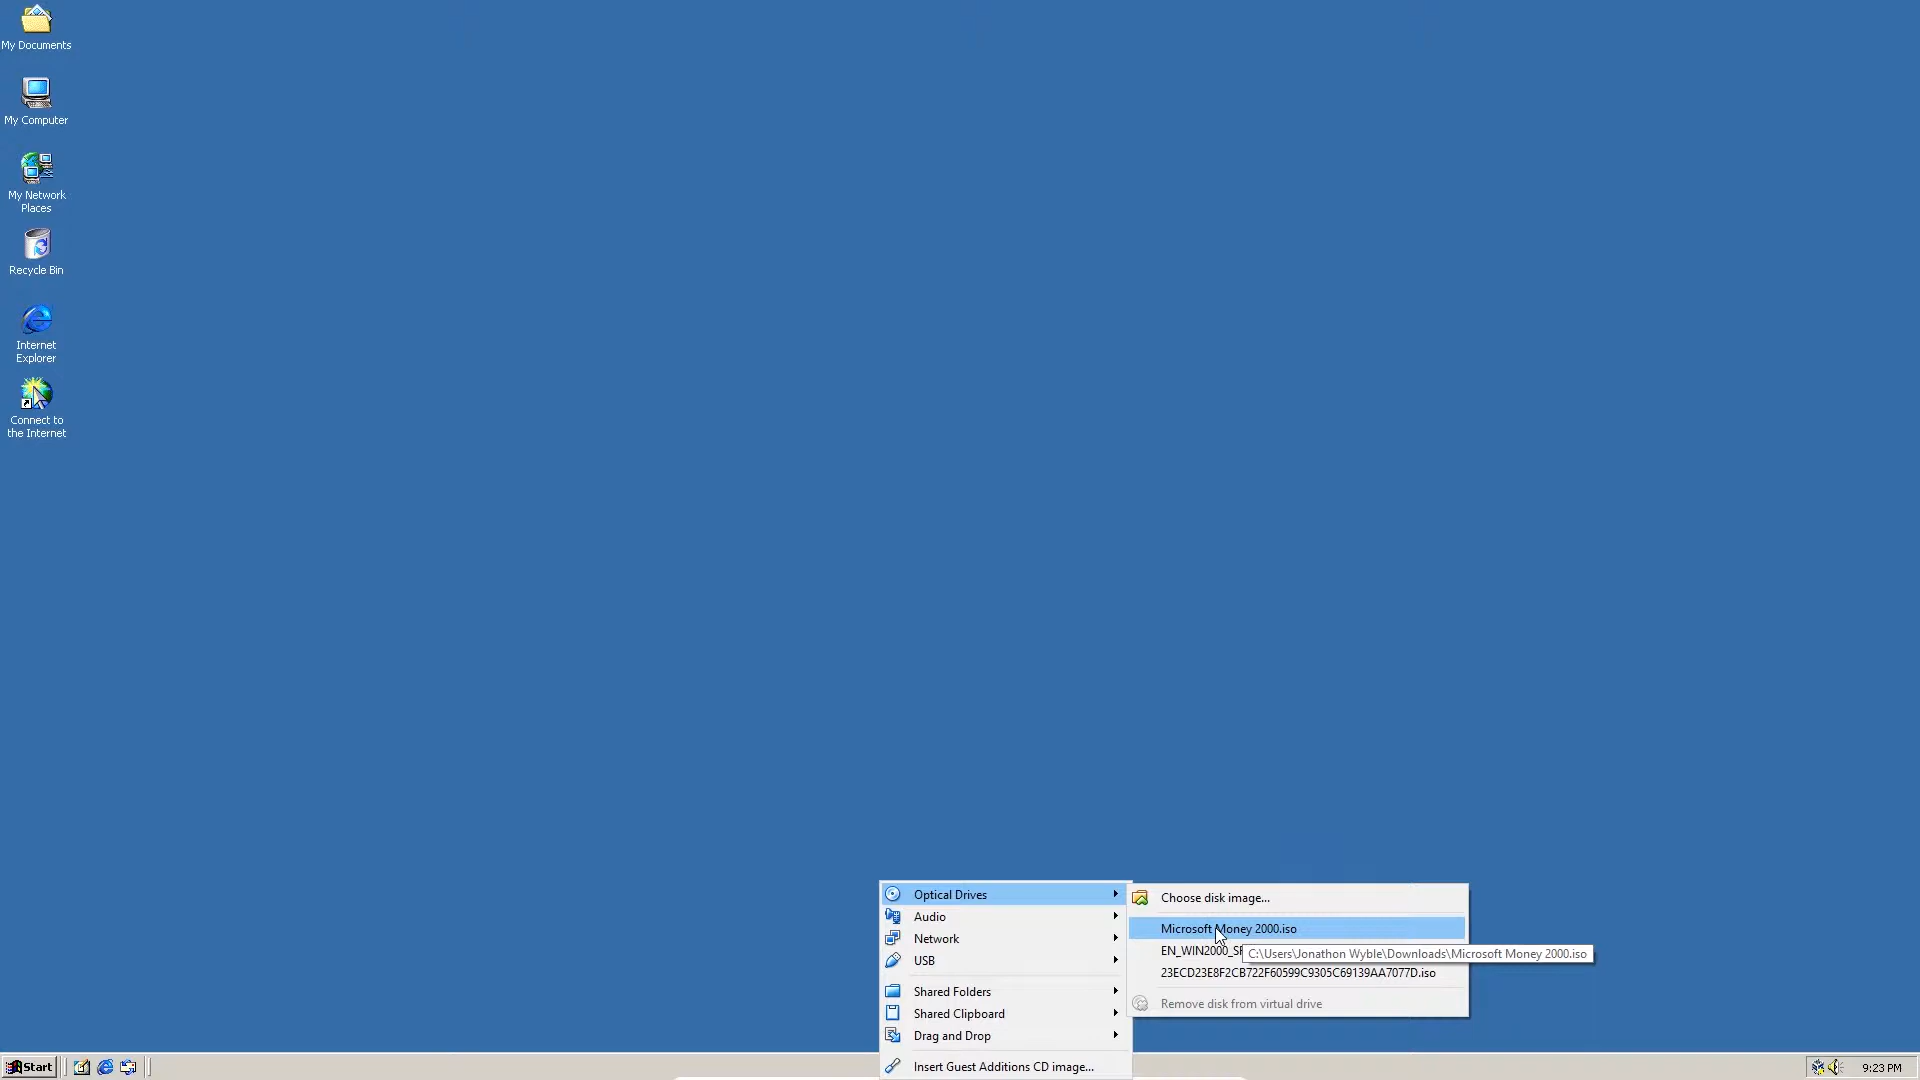 My Documents
My Computer
My Network
Places
Recycle Bin
Internet
Explorer
Connect to
the Internet
Optical Drives
Audio
Network
USB
Shared Folders
Shared Clipboard
Drag and Drop
Insert Guest Additions CD image...
Choose disk image...
Microsoft Money 2000.iso
EN_WIN2000_
C:\Users\Jonathon Wyble\Downloads\Microsoft Money 2000.iso
23ECD23E8F2CB722F60599C9305C69139AA7077D.iso
Remove disk from virtual drive
Start
9:23 PM